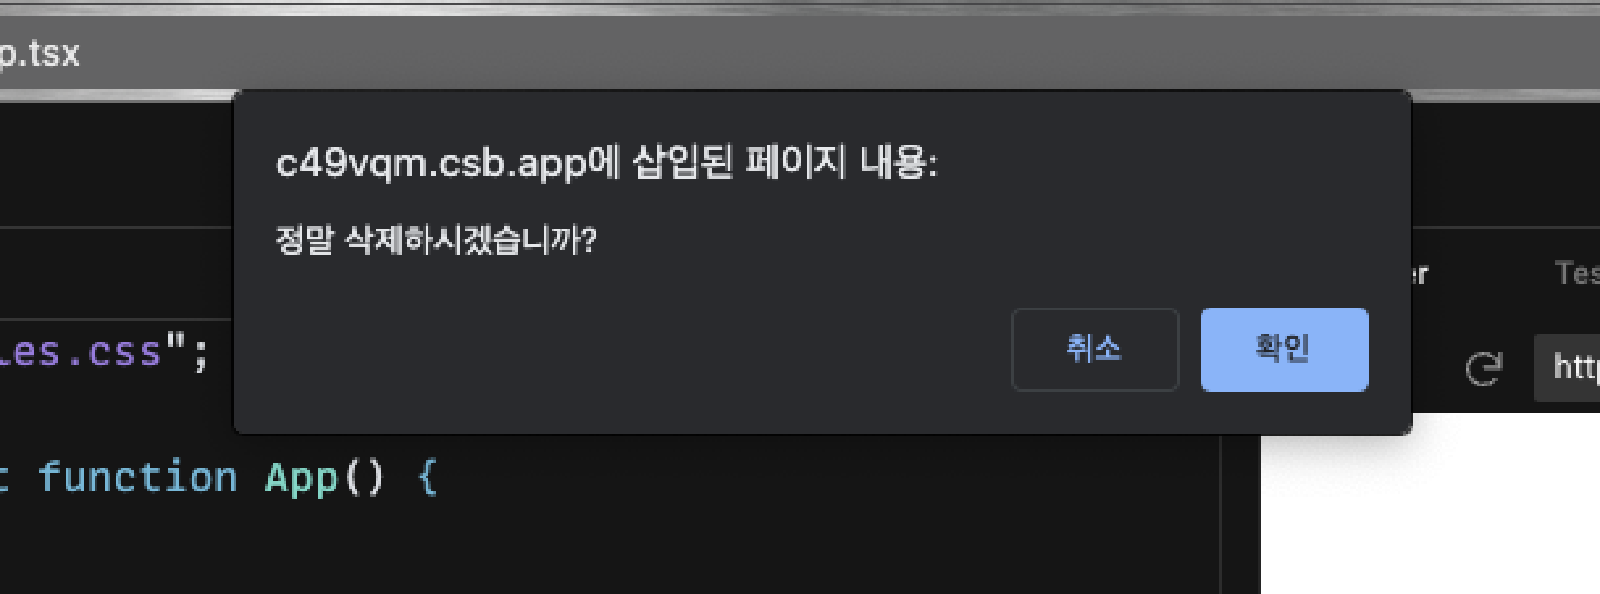 p.tsx
c49vqm.csb.app에 삽입된 페이지 내용:
정말 삭제하시겠습니까?
취소 확인
er Tes
http
les.css";
t function App() {